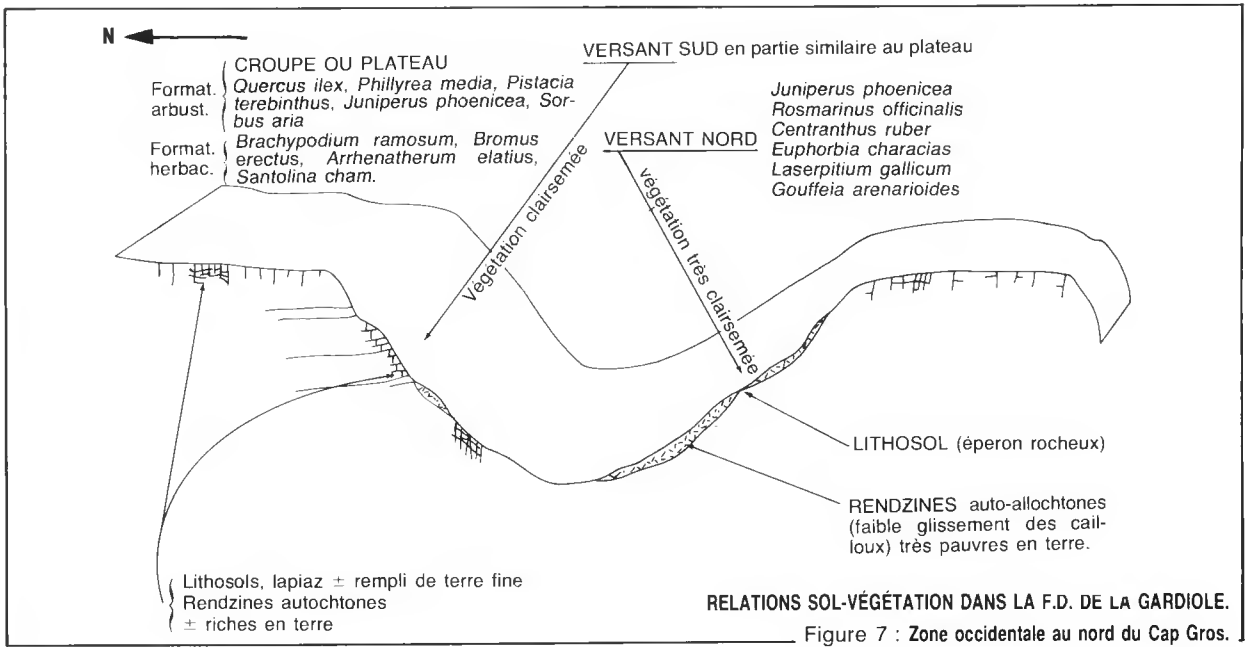 N
CROUPE OU PLATEAU
Format. arbust.
Quercus ilex, Phillyrea media, Pistacia
terebinthus, Juniperus phoenicea, Sor-
bus aria
Format. herbac.
Brachypodium ramosum, Bromus
erectus, Arrhenatherum elatius,
Santolina cham.
VERSANT SUD en partie similaire au plateau
Végétation clairsemée
VERSANT NORD
végétation très clairsemée
Juniperus phoenicea
Rosmarinus officinalis
Centranthus ruber
Euphorbia characias
Laserpitium gallicum
Gouffeia arenarioides
LITHOSOL (éperon rocheux)
RENDZINES auto-allochtones
(faible glissement des cail-
loux) très pauvres en terre.
Lithosols, lapiaz ± rempli de terre fine
Rendzines autochtones
± riches en terre
RELATIONS SOL-VÉGÉTATION DANS LA F.D. DE LA GARDIOLE.
Figure 7 : Zone occidentale au nord du Cap Gros.